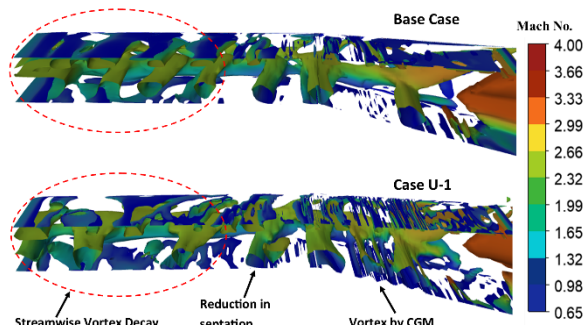 Base Case
Mach No.
4.00
3.66
3.33
2.99
2.66
2.32
1.99
1.65
1.32
0.98
0.65
Case U-1
Streamwise Vortex Decay
Reduction in
septation
Vortex by CGM